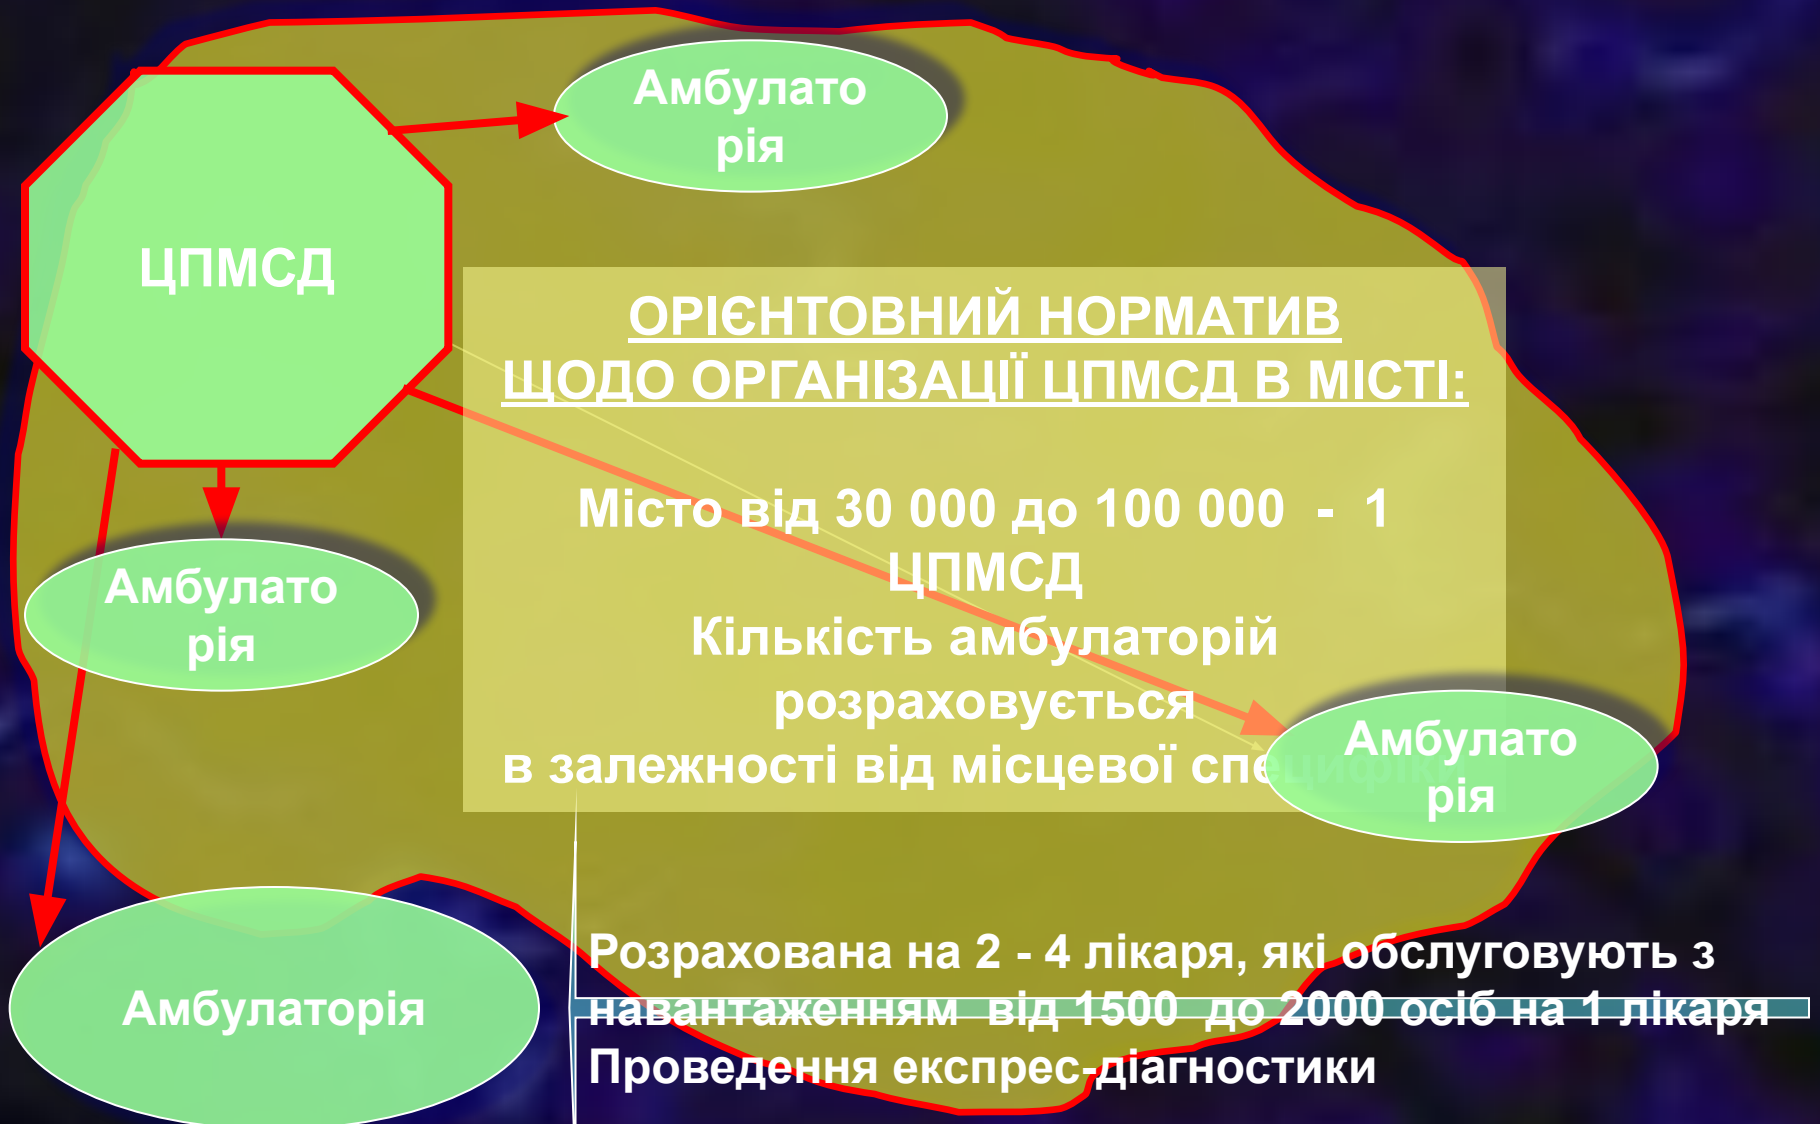 Амбулато
рія
ЦПМСД
ОРІЄНТОВНИЙ НОРМАТИВ
ЩОДО ОРГАНІЗАЦІЇ ЦПМСД В МІСТІ:
Місто від 30 000 до 100 000 - 1
ЦПМСД
Кількість амбулаторій
розраховується
в залежності від місцевої специфіки
Амбулато
рія
Амбулато
рія
Амбулаторія
Розрахована на 2 - 4 лікаря, які обслуговують з
навантаженням від 1500 до 2000 осіб на 1 лікаря
Проведення експрес-діагностики